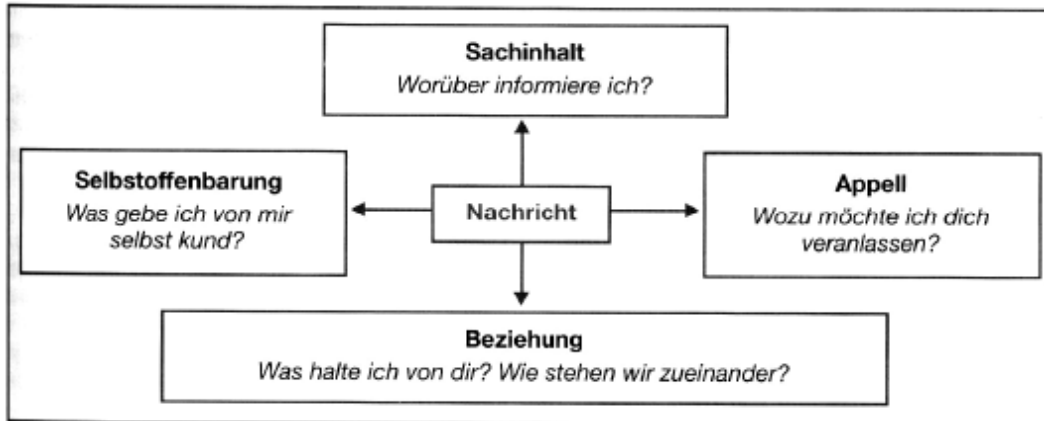 Sachinhalt
Worüber informiere ich?
Selbstoffenbarung
Was gebe ich von mir
selbst kund?
Nachricht
Appell
Wozu möchte ich dich
veranlassen?
Beziehung
Was halte ich von dir? Wie stehen wir zueinander?